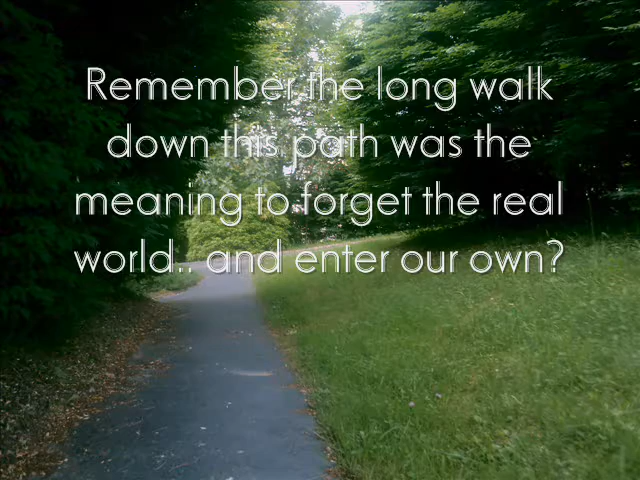 Remember the long walk
down this path was the
meaning to forget the real
world.. and enter our own?